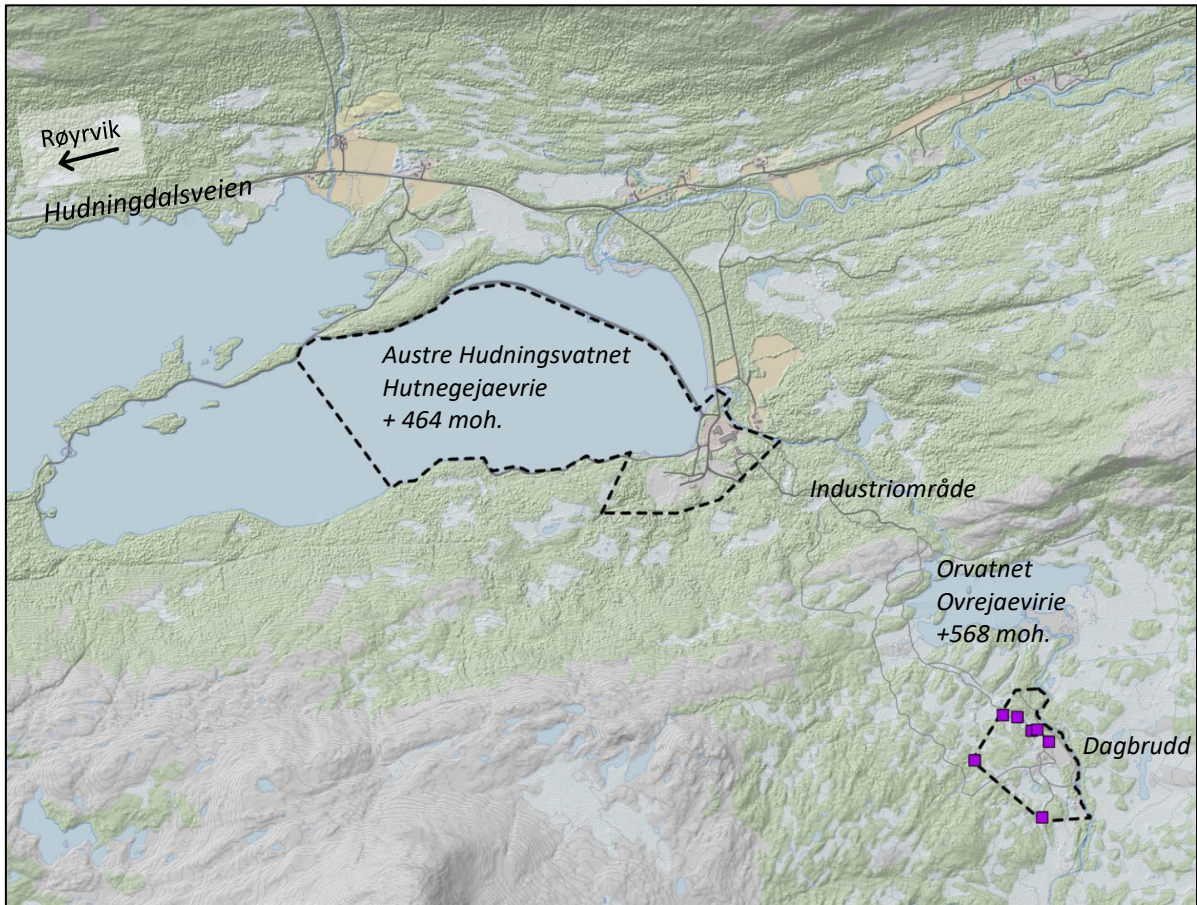 Røyrvik
Hudningdalsveien
Austre Hudningsvatnet
Hutnegejaevrie
+ 464 moh.
Industriområde
Orvatnet
Ovrejaevirie
+568 moh.
Dagbrudd